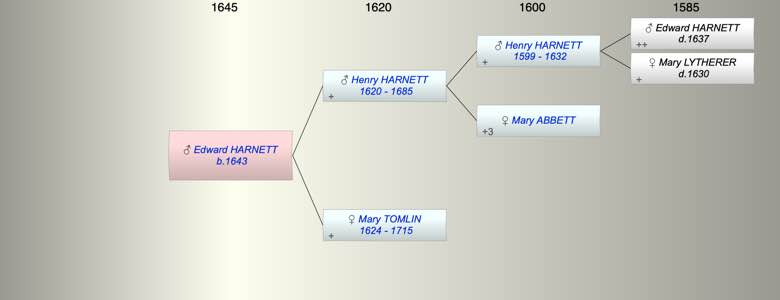 1645 1620 1600 1585
♂ Edward HARNETT
d.1637
++
♂ Henry HARNETT
1599 - 1632
+
♀ Mary LYTHERER
d.1630
+
♂ Henry HARNETT
1620 - 1685
+
♀ Mary ABBETT
+3
♂ Edward HARNETT
b.1643
♀ Mary TOMLIN
1624 - 1715
+